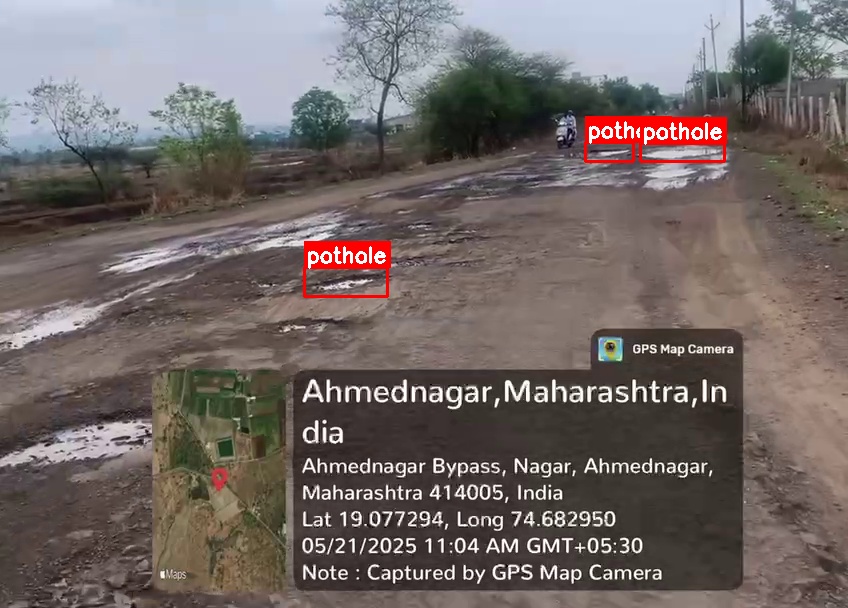 poth
pothole
pothole
GPS Map Camera
Ahmednagar,Maharashtra,In
dia
Ahmednagar Bypass, Nagar, Ahmednagar,
Maharashtra 414005, India
Lat 19.077294, Long 74.682950
05/21/2025 11:04 AM GMT+05:30
Note : Captured by GPS Map Camera
Maps